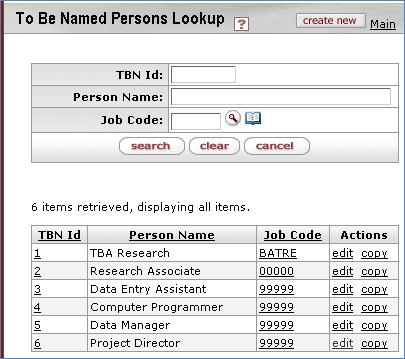 To Be Named Persons Lookup ? create new Main
TBN Id:
Person Name:
Job Code:
search clear cancel
6 items retrieved, displaying all items.
TBN Id Person Name Job Code Actions
1 TBA Research BATRE edit copy
2 Research Associate 00000 edit copy
3 Data Entry Assistant 99999 edit copy
4 Computer Programmer 99999 edit copy
5 Data Manager 99999 edit copy
6 Project Director 99999 edit copy